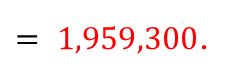 = 1,959,300.